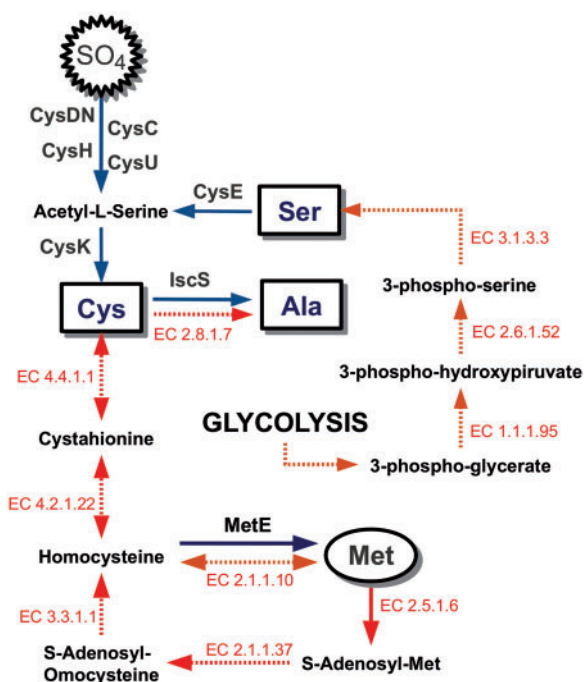 SO4
CysDN
CysC
CysH
CysU
Acetyl-L-Serine
CysE
Ser
EC 3.1.3.3
CysK
3-phospho-serine
Cys
IscS
EC 2.8.1.7
Ala
EC 2.6.1.52
EC 4.4.1.1
3-phospho-hydroxypiruvate
GLYCOLYSIS
EC 1.1.1.95
Cystahionine
3-phospho-glycerate
EC 4.2.1.22
MetE
Homocysteine
Met
EC 2.1.1.10
EC 3.3.1.1
EC 2.5.1.6
EC 2.1.1.37
S-Adenosyl-
Omocysteine
S-Adenosyl-Met